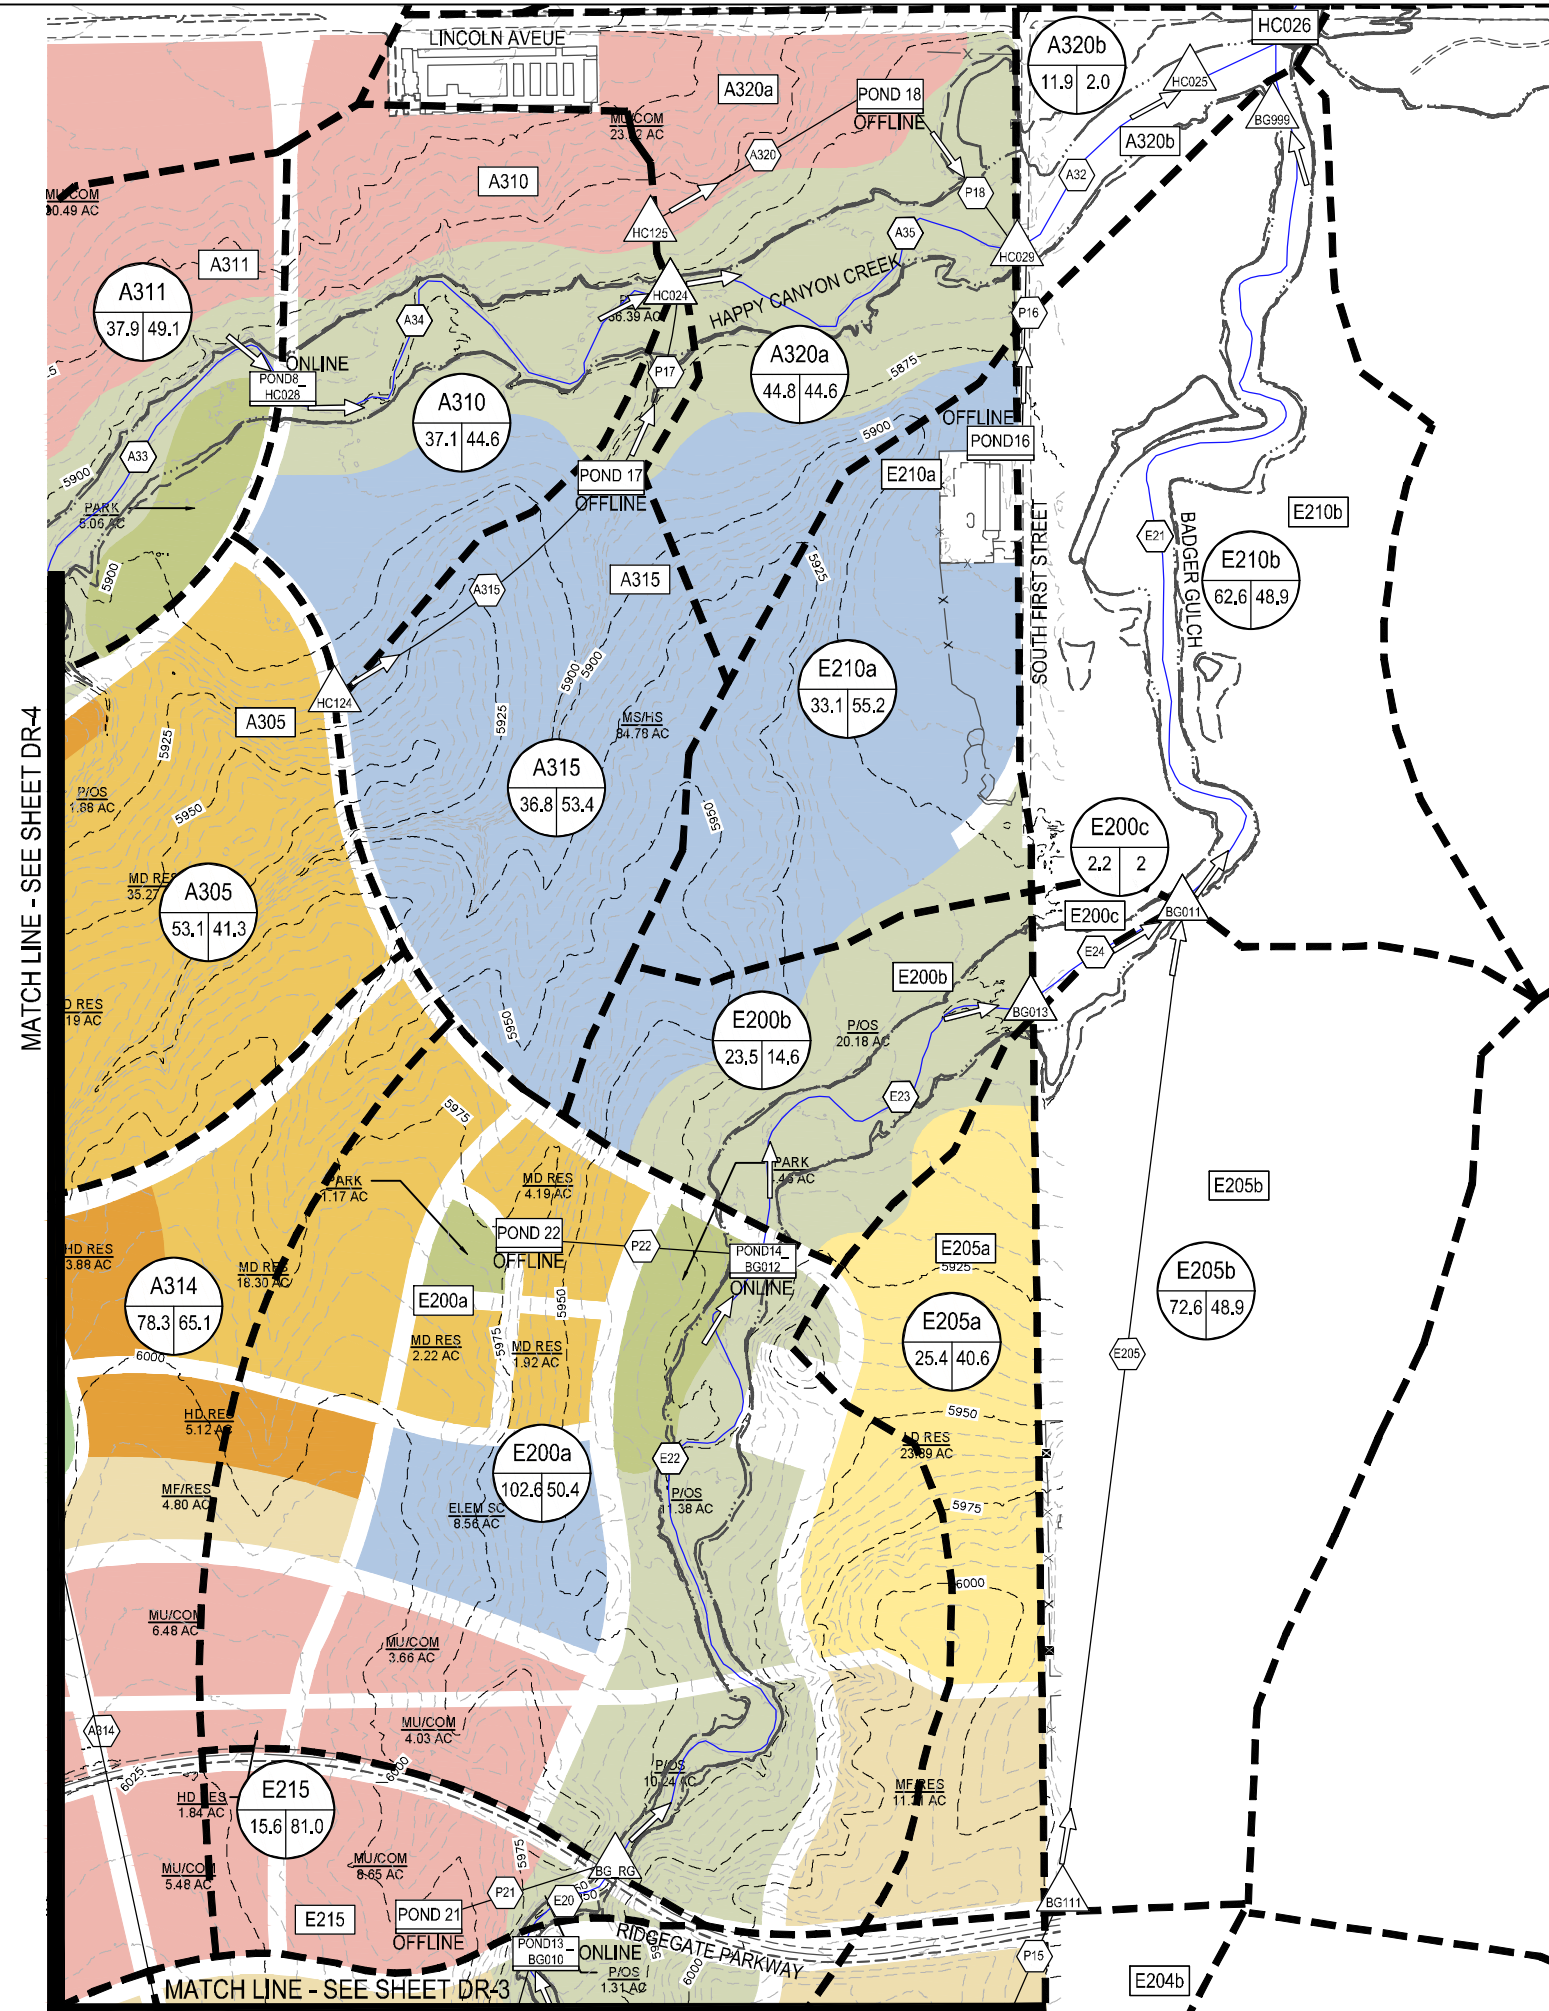 LINCOLN AVEUE
HC026
A320b
11.9 2.0
HC025
BG999
A320a
POND 18
OFFLINE
MU/COM
A320
A320b
A32
P18
A310
MU/COM
A311
HC125
A35
HC029
A311
37.9 49.1
HC024
HAPPY CANYON CREEK
36.39 AC
A34
P16
ONLINE
POND8_
HC028
P17
A320a
44.8 44.6
5875
A310
37.1 44.6
5900
OFFLINE
POND16
A33
5900
POND 17
OFFLINE
E210a
PARK
5.06 AC
SOUTH FIRST STREET
BADGER GULCH
E210b
E21
E210b
62.6 48.9
5900
5925
A315
A315
E210a
33.1 55.2
5900
5900
HC124
A305
5925
5925
MS/HS
84.78 AC
MATCH LINE - SEE SHEET DR-4
P/OS
1.88 AC
5950
A315
36.8 53.4
5950
E200c
2.2 2
MD RES
35.27
A305
53.1 41.3
BG011
E200c
E24
E200b
D RES
19 AC
BG013
5950
E200b
23.5 14.6
P/OS
20.18 AC
E23
5975
PARK
1.17 AC
MD RES
4.19 AC
PARK
E205b
POND 22
OFFLINE
P22
POND14_
BG012
ONLINE
E205a
5925
HD RES
3.88 AC
MD RES
18.30 AC
A314
78.3 65.1
E200a
5950
E205b
72.6 48.9
E205a
25.4 40.6
5975
MD RES
2.22 AC
MD RES
1.92 AC
E205
6000
HD RES
5.12 AC
5950
LD RES
23.89 AC
E200a
102.6 50.4
E22
MF/RES
4.80 AC
ELEM SC
8.56 AC
P/OS
5975
6000
MU/COM
6.48 AC
MU/COM
3.66 AC
A314
MU/COM
4.03 AC
6025
6000
P/OS
10.24 AC
HD RES
1.84 AC
E215
15.6 81.0
MF/RES
5975
MU/COM
5.48 AC
MU/COM
8.65 AC
BG_RG
P21
E20
BG111
E215
POND 21
OFFLINE
POND13_
BG010
ONLINE
RIDGEGATE PARKWAY
P15
P/OS
1.31 AC
6000
E204b
MATCH LINE - SEE SHEET DR-3